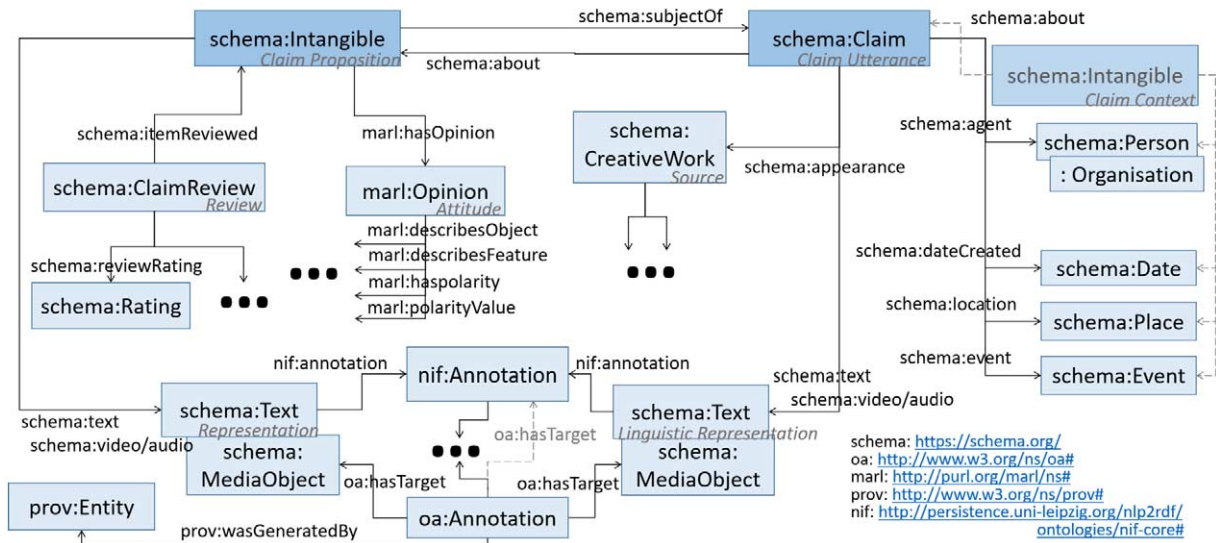 schema:subjectOf
schema:Intangible
Claim Proposition
schema:Claim
Claim Utterance
schema:about
schema:about
schema:Intangible
Claim Context
schema:itemReviewed
marl:hasOpinion
schema:
CreativeWork
Source
schema:appearance
schema:agent
schema:Person
: Organisation
schema:ClaimReview
Review
marl:Opinion
Attitude
marl:describesObject
marl:describesFeature
marl:haspolarity
marl:polarityValue
schema:reviewRating
schema:Rating
schema:dateCreated
schema:Date
schema:location
schema:Place
schema:event
schema:Event
nif:annotation
nif:Annotation
nif:annotation
schema:text
schema:video/audio
schema:Text
Representation
schema:
MediaObject
schema:text
schema:video/audio
schema:Text
Linguistic Representation
schema:
MediaObject
oa:hasTarget
oa:hasTarget
oa:hasTarget
oa:Annotation
prov:Entity
prov:wasGeneratedBy
schema: https://schema.org/
oa: http://www.w3.org/ns/oa#
marl: http://purl.org/marl/ns#
prov: http://www.w3.org/ns/prov#
nif: http://persistence.uni-leipzig.org/nlp2rdf/
ontologies/nif-core#